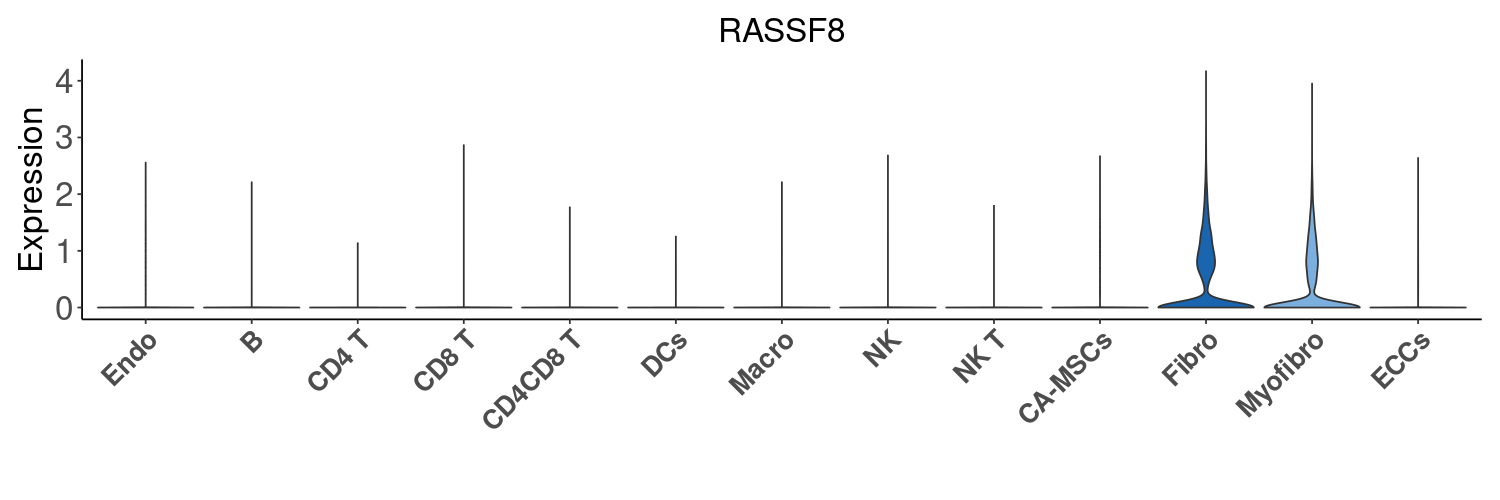 RASSF8
Expression
4
3
2
1
0
Endo
B
CD4 T
CD8 T
CD4CD8 T
DCs
Macro
NK
NK T
CA-MSCs
Fibro
Myofibro
ECCs